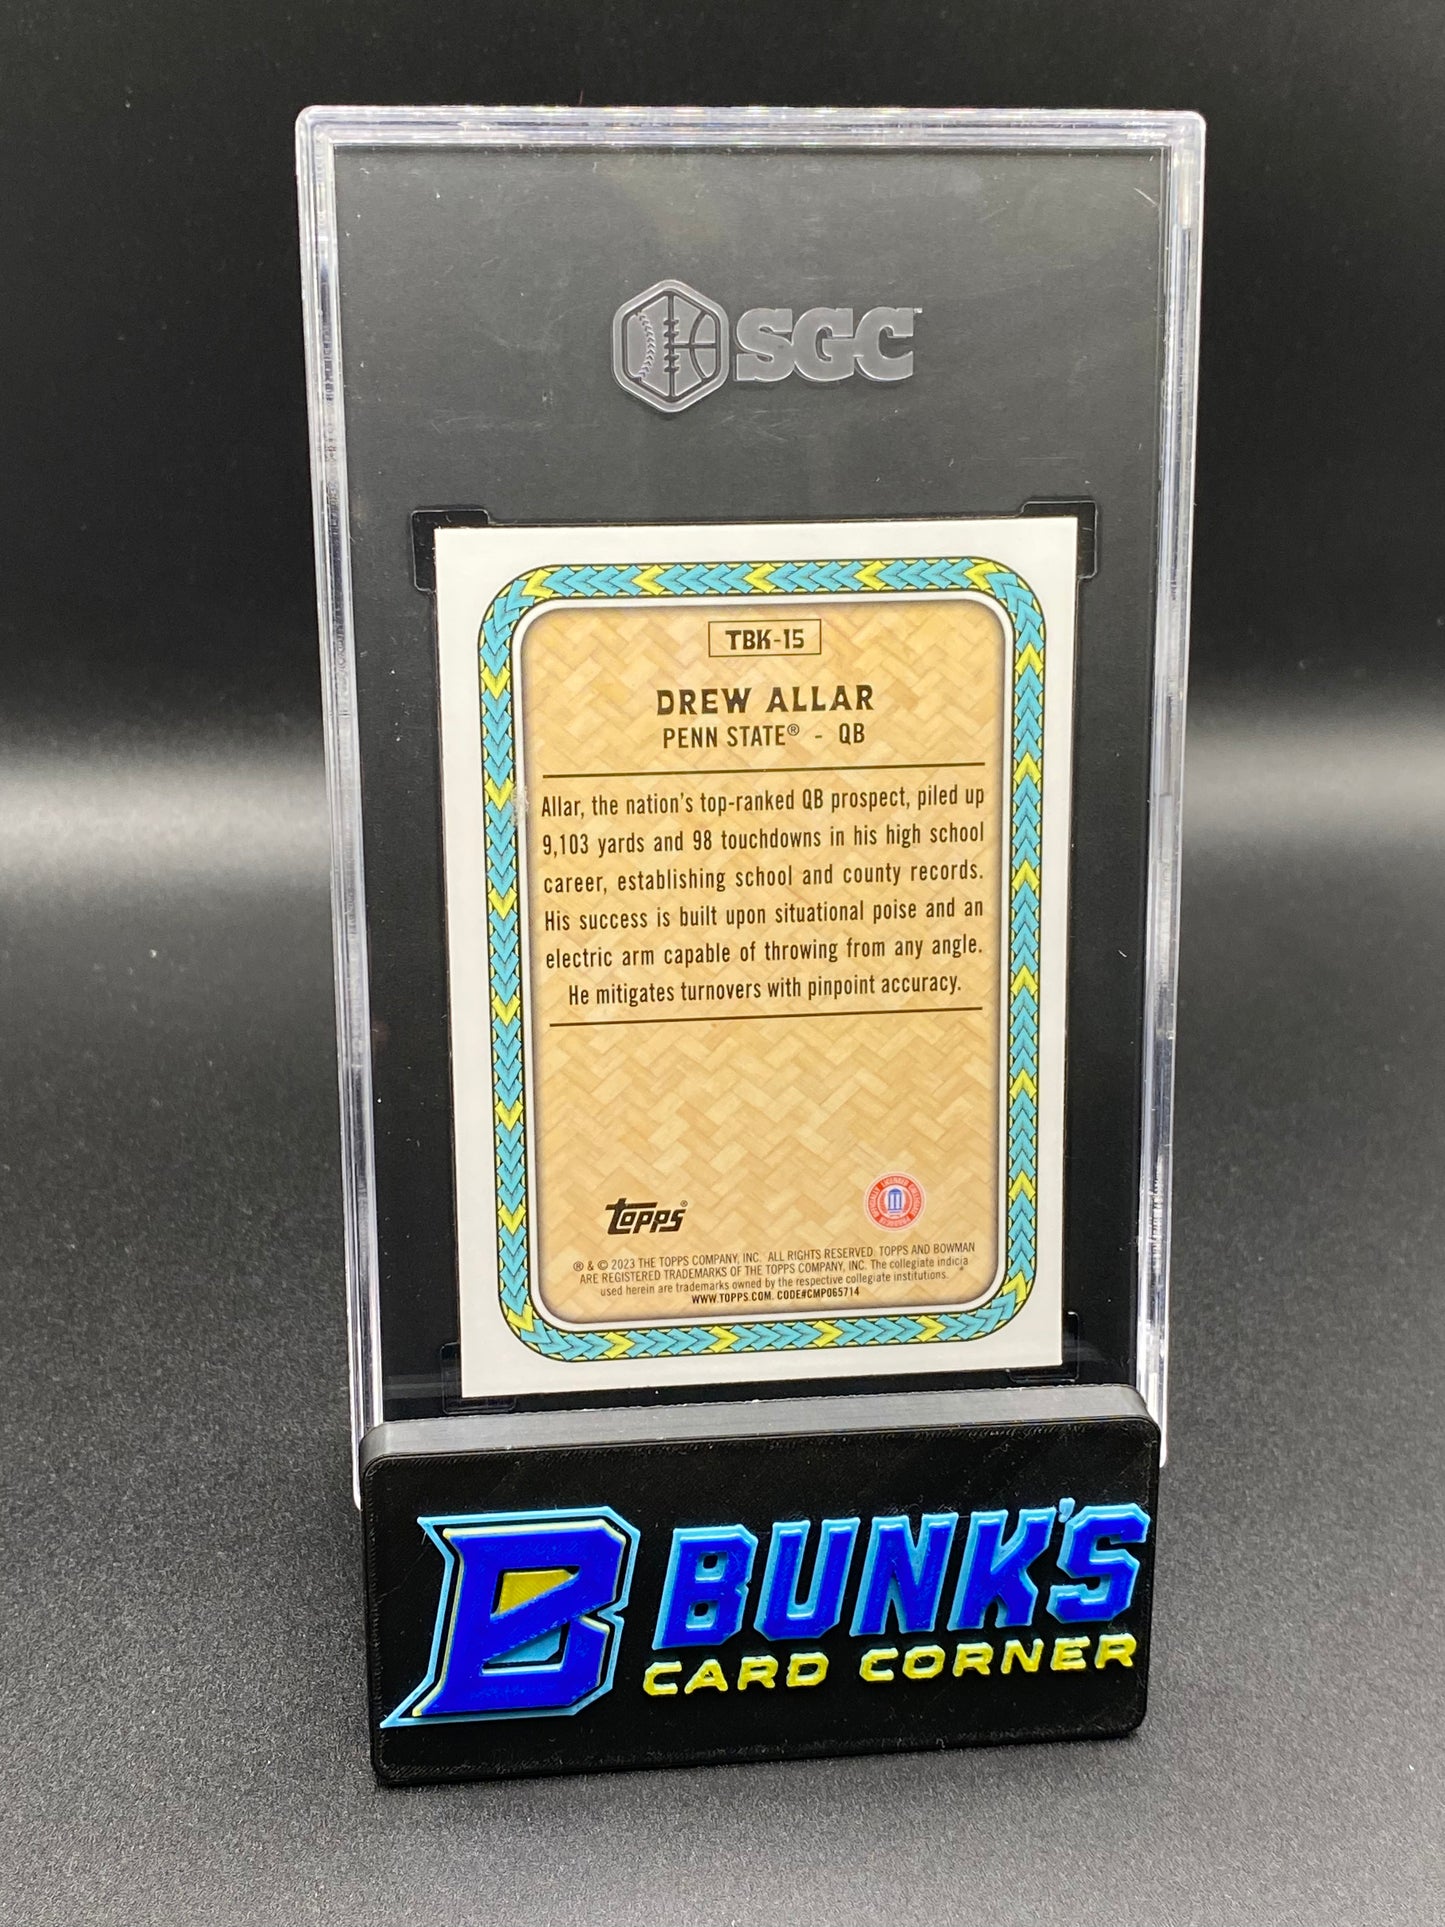 SGC™
TBK-15
DREW ALLAR
PENN STATE® - QB
Allar, the nation's top-ranked QB prospect, piled up
9,103 yards and 98 touchdowns in his high school
career, establishing school and county records.
His success is built upon situational poise and an
electric arm capable of throwing from any angle.
He mitigates turnovers with pinpoint accuracy.
topps®
OFFICIALLY LICENSED COLLEGIATE PRODUCTS
® & © 2023 THE TOPPS COMPANY, INC. ALL RIGHTS RESERVED. TOPPS AND BOWMAN
ARE REGISTERED TRADEMARKS OF THE TOPPS COMPANY, INC. The collegiate indicia
used herein are trademarks owned by the respective collegiate institutions.
WWW.TOPPS.COM. CODE#CMP065714
B BUNK'S
CARD CORNER